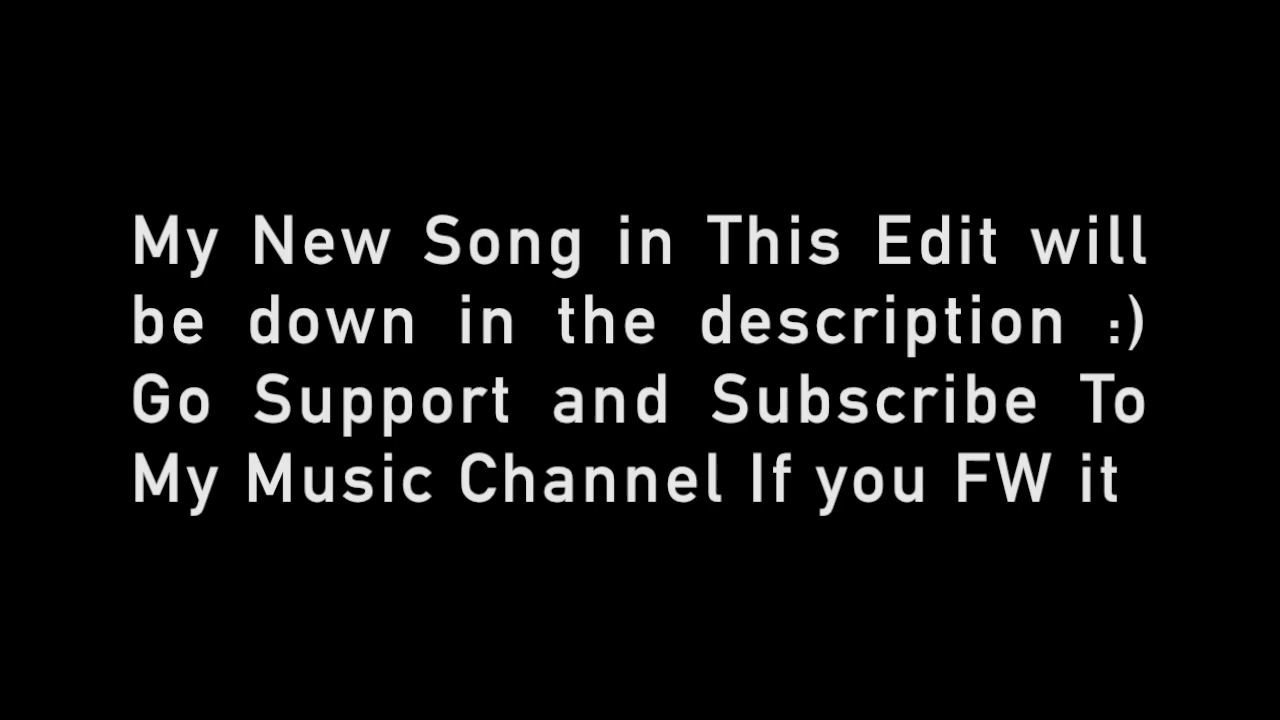 My New Song in This Edit will
be down in the description :)
Go Support and Subscribe To
My Music Channel If you FW it